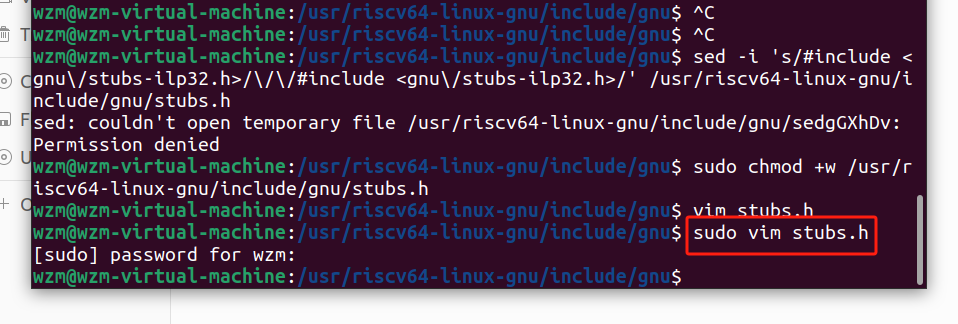 wzm@wzm-virtual-machine:/usr/riscv64-linux-gnu/include/gnu$ ^C
wzm@wzm-virtual-machine:/usr/riscv64-linux-gnu/include/gnu$ ^C
wzm@wzm-virtual-machine:/usr/riscv64-linux-gnu/include/gnu$ sed -i 's/#include <
gnu\/stubs-ilp32.h>/\/\/#include <gnu\/stubs-ilp32.h>/' /usr/riscv64-linux-gnu/i
nclude/gnu/stubs.h
sed: couldn't open temporary file /usr/riscv64-linux-gnu/include/gnu/sedgGXhDv:
Permission denied
wzm@wzm-virtual-machine:/usr/riscv64-linux-gnu/include/gnu$ sudo chmod +w /usr/r
iscv64-linux-gnu/include/gnu/stubs.h
wzm@wzm-virtual-machine:/usr/riscv64-linux-gnu/include/gnu$ vim stubs.h
wzm@wzm-virtual-machine:/usr/riscv64-linux-gnu/include/gnu$ sudo vim stubs.h
[sudo] password for wzm:
wzm@wzm-virtual-machine:/usr/riscv64-linux-gnu/include/gnu$